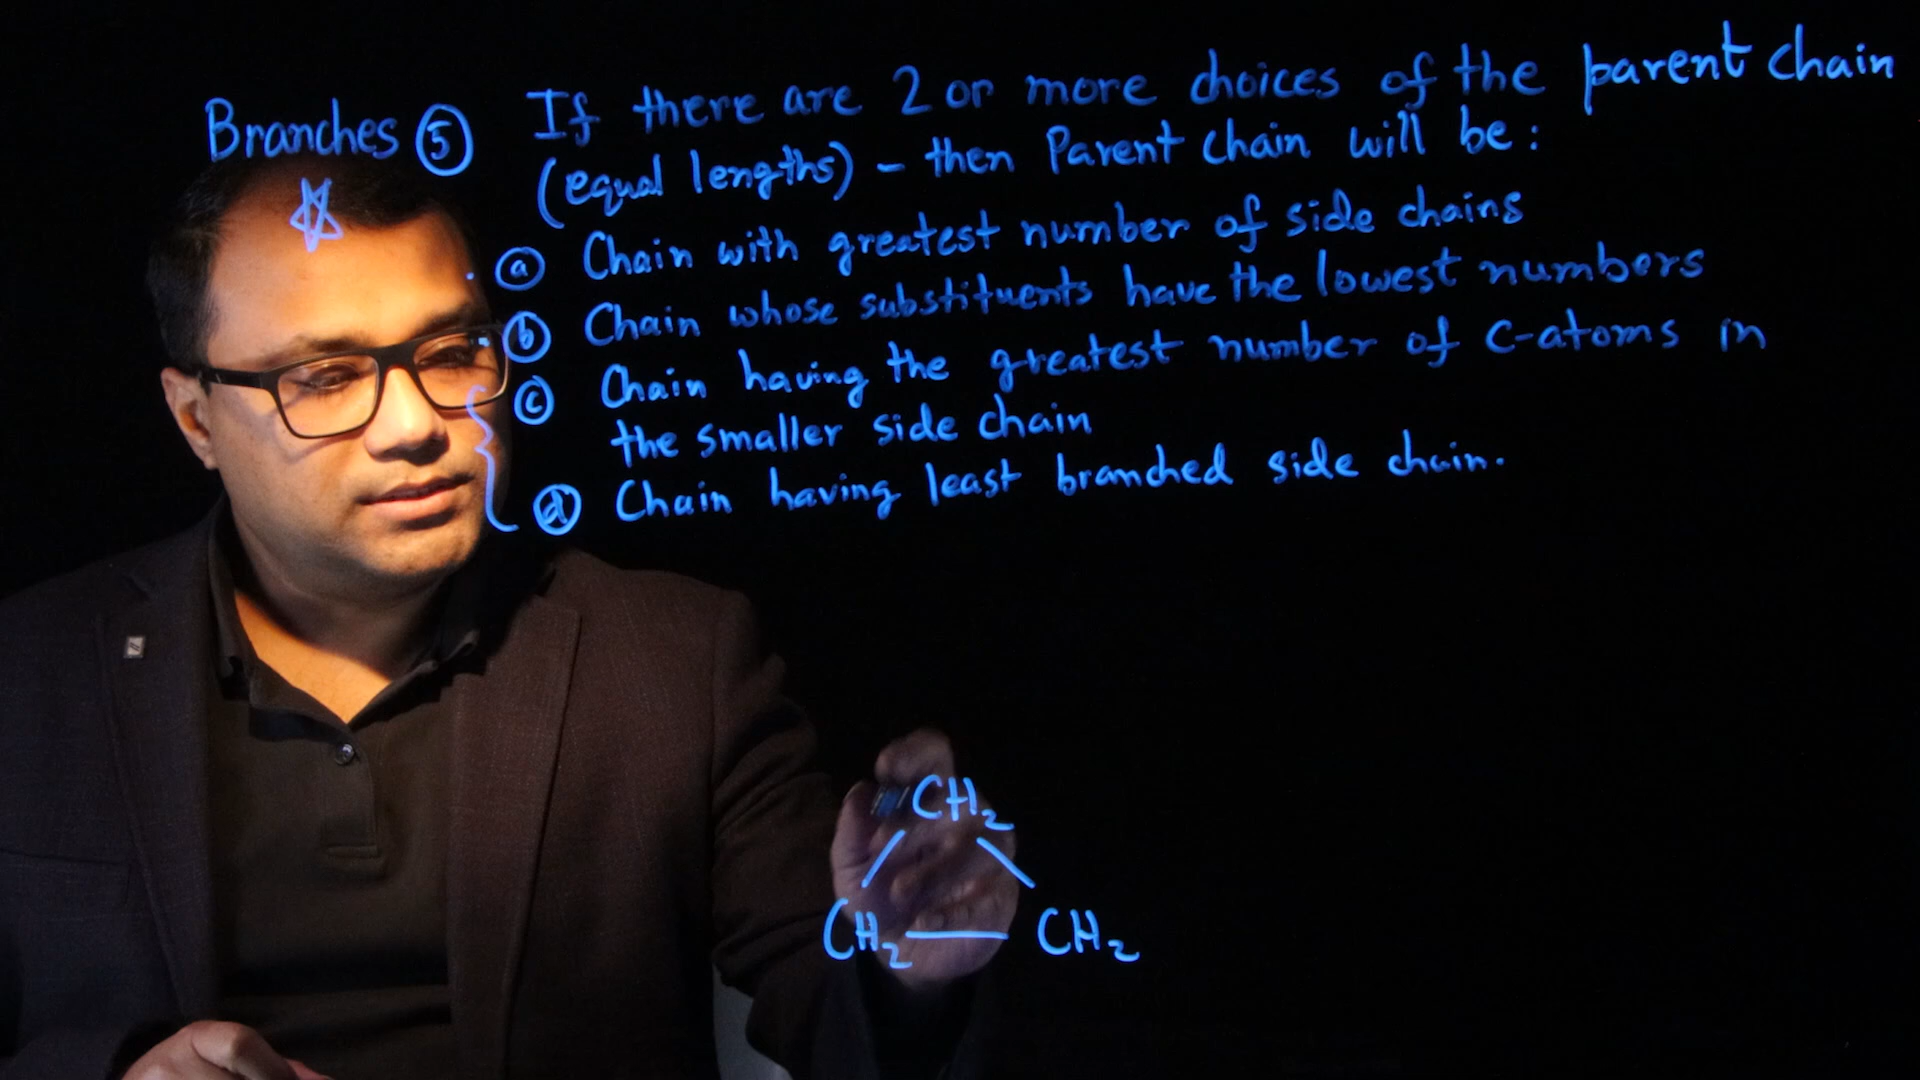 Branches ⑤ If there are 2 or more choices of the parent chain
(equal lengths) - then Parent chain will be:
ⓐ Chain with greatest number of side chains
ⓑ Chain whose substituents have the lowest numbers
ⓒ Chain having the greatest number of C-atoms in
the smaller side chain
ⓓ Chain having least branched side chain.
CH2
CH2 CH2